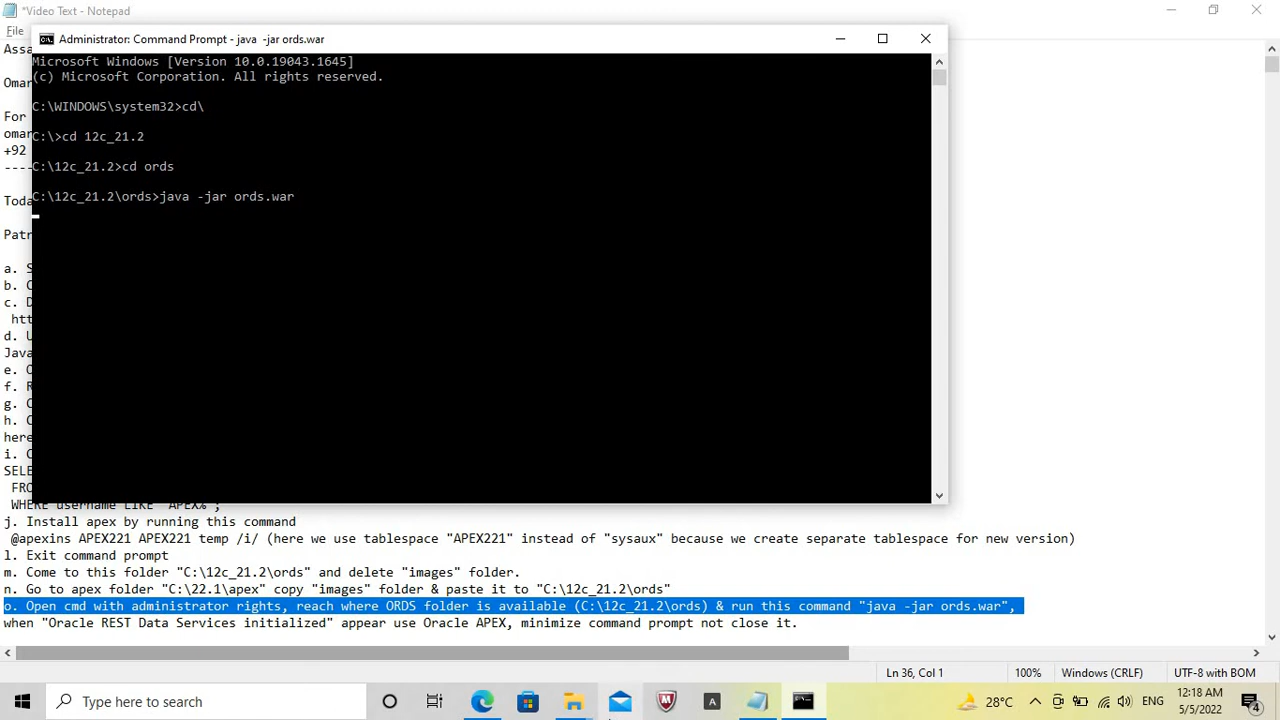 *Video Text - Notepad
File
Administrator: Command Prompt - java -jar ords.war
Assa
Microsoft Windows [Version 10.0.19043.1645]
(c) Microsoft Corporation. All rights reserved.
Omar
C:\WINDOWS\system32>cd\
For
omar
C:\>cd 12c_21.2
+92
----
C:\12c_21.2>cd ords
Toda
C:\12c_21.2\ords>java -jar ords.war
Patr
a. S
b. C
c. D
htt
d. U
Java
e. O
f. R
g. C
h. C
here
i. C
SELE
FRO
WHERE username LIKE 'APEX%';
j. Install apex by running this command
@apexins APEX221 APEX221 temp /i/ (here we use tablespace "APEX221" instead of "sysaux" because we create separate tablespace for new version)
l. Exit command prompt
m. Come to this folder "C:\12c_21.2\ords" and delete "images" folder.
n. Go to apex folder "C:\22.1\apex" copy "images" folder & paste it to "C:\12c_21.2\ords"
o. Open cmd with administrator rights, reach where ORDS folder is available (C:\12c_21.2\ords) & run this command "java -jar ords.war",
when "Oracle REST Data Services initialized" appear use Oracle APEX, minimize command prompt not close it.
Ln 36, Col 1
100%
Windows (CRLF)
UTF-8 with BOM
Type here to search
A
28°C
ENG
12:18 AM
5/5/2022
4